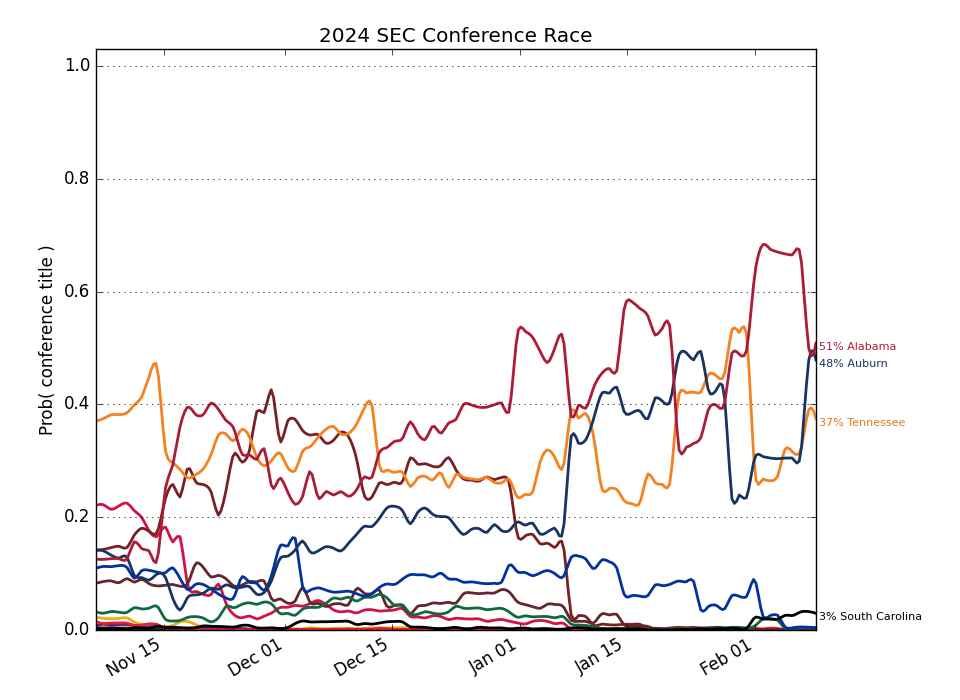 2024 SEC Conference Race
Prob( conference title )
1.0
0.8
0.6
0.4
0.2
0.0
51% Alabama
48% Auburn
37% Tennessee
3% South Carolina
Nov 15
Dec 01
Dec 15
Jan 01
Jan 15
Feb 01